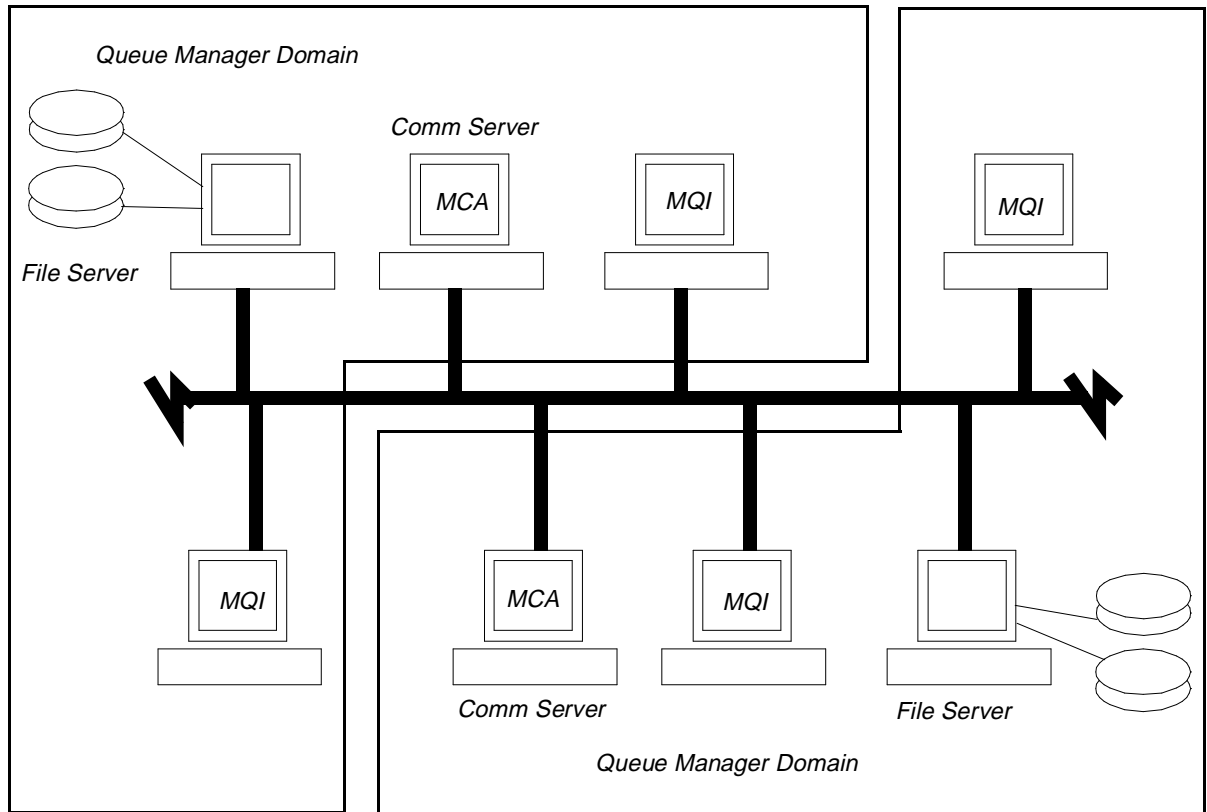 Queue Manager Domain
Comm Server
MCA
MQI
MQI
File Server
MQI
MCA
MQI
Comm Server
File Server
Queue Manager Domain